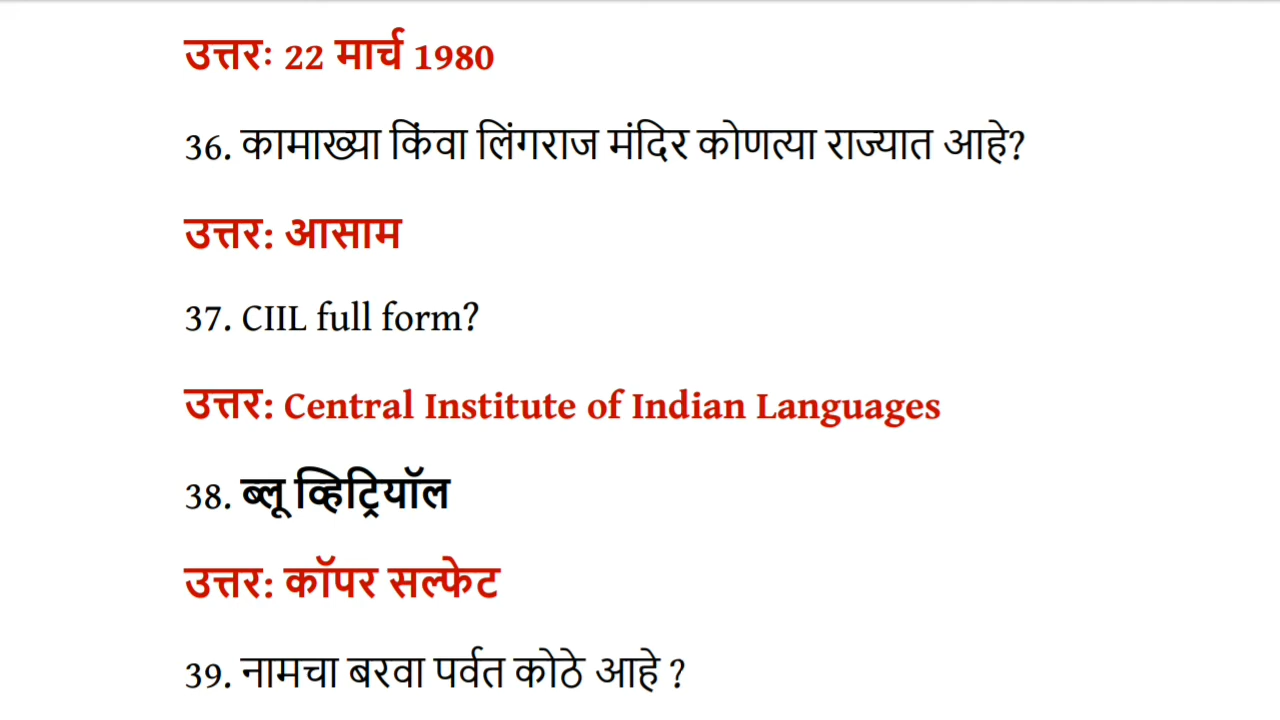 उत्तरः 22 मार्च 1980
36. कामाख्या किंवा लिंगराज मंदिर कोणत्या राज्यात आहे?
उत्तर: आसाम
37. CIIL full form?
उत्तर: Central Institute of Indian Languages
38. ब्लू व्हिट्रियॉल
उत्तर: कॉपर सल्फेट
39. नामचा बरवा पर्वत कोठे आहे ?